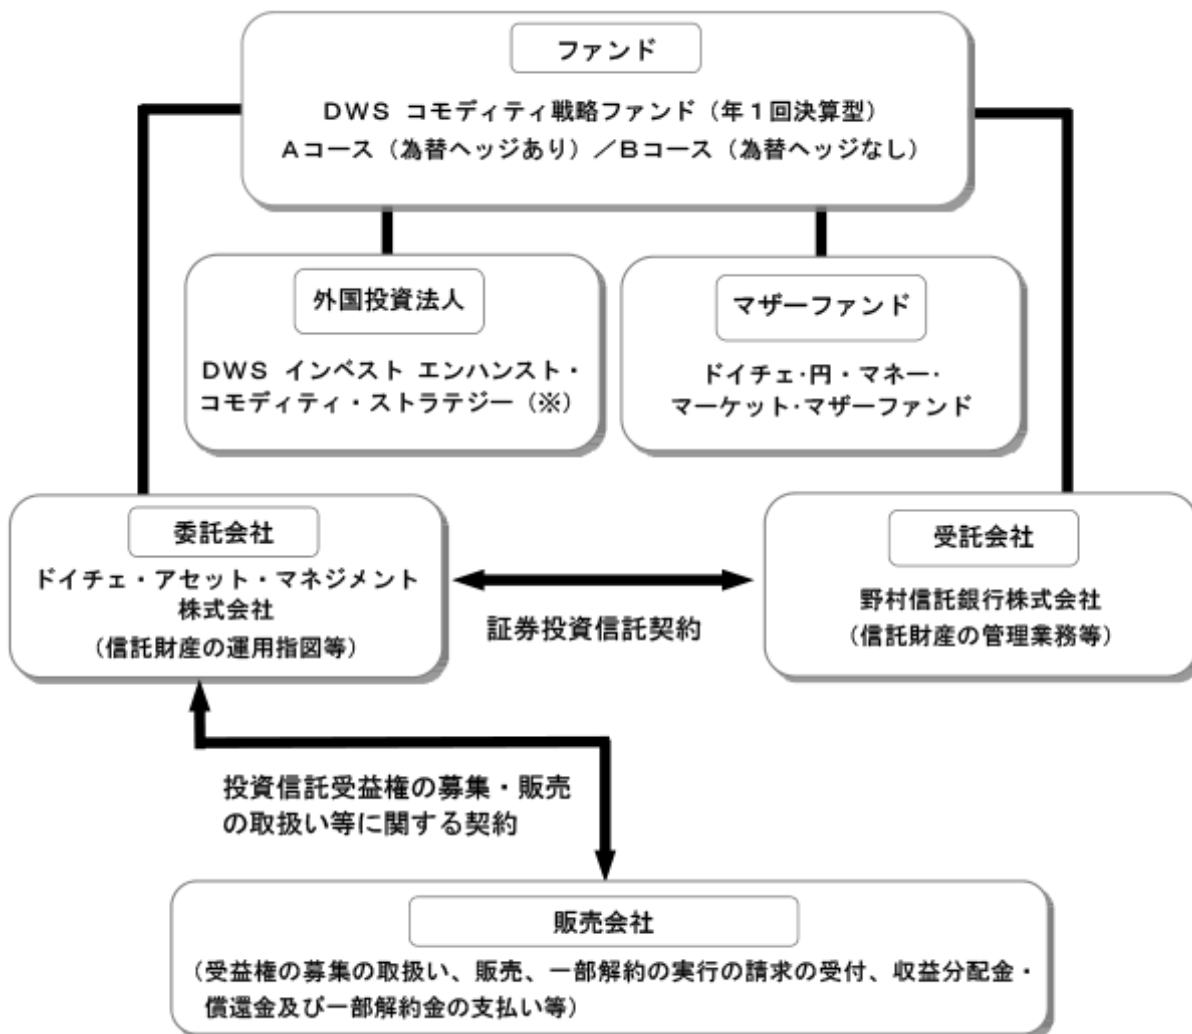 ファンド
DWS コモディティ戦略ファンド（年１回決算型）
Aコース（為替ヘッジあり）／Bコース（為替ヘッジなし）
外国投資法人
DWS インベスト エンハンスト・
コモディティ・ストラテジー（※）
マザーファンド
ドイチェ・円・マネー・
マーケット・マザーファンド
委託会社
ドイチェ・アセット・マネジメント
株式会社
（信託財産の運用指図等）
証券投資信託契約
受託会社
野村信託銀行株式会社
（信託財産の管理業務等）
投資信託受益権の募集・販売
の取扱い等に関する契約
販売会社
（受益権の募集の取扱い、販売、一部解約の実行の請求の受付、収益分配金・
償還金及び一部解約金の支払い等）